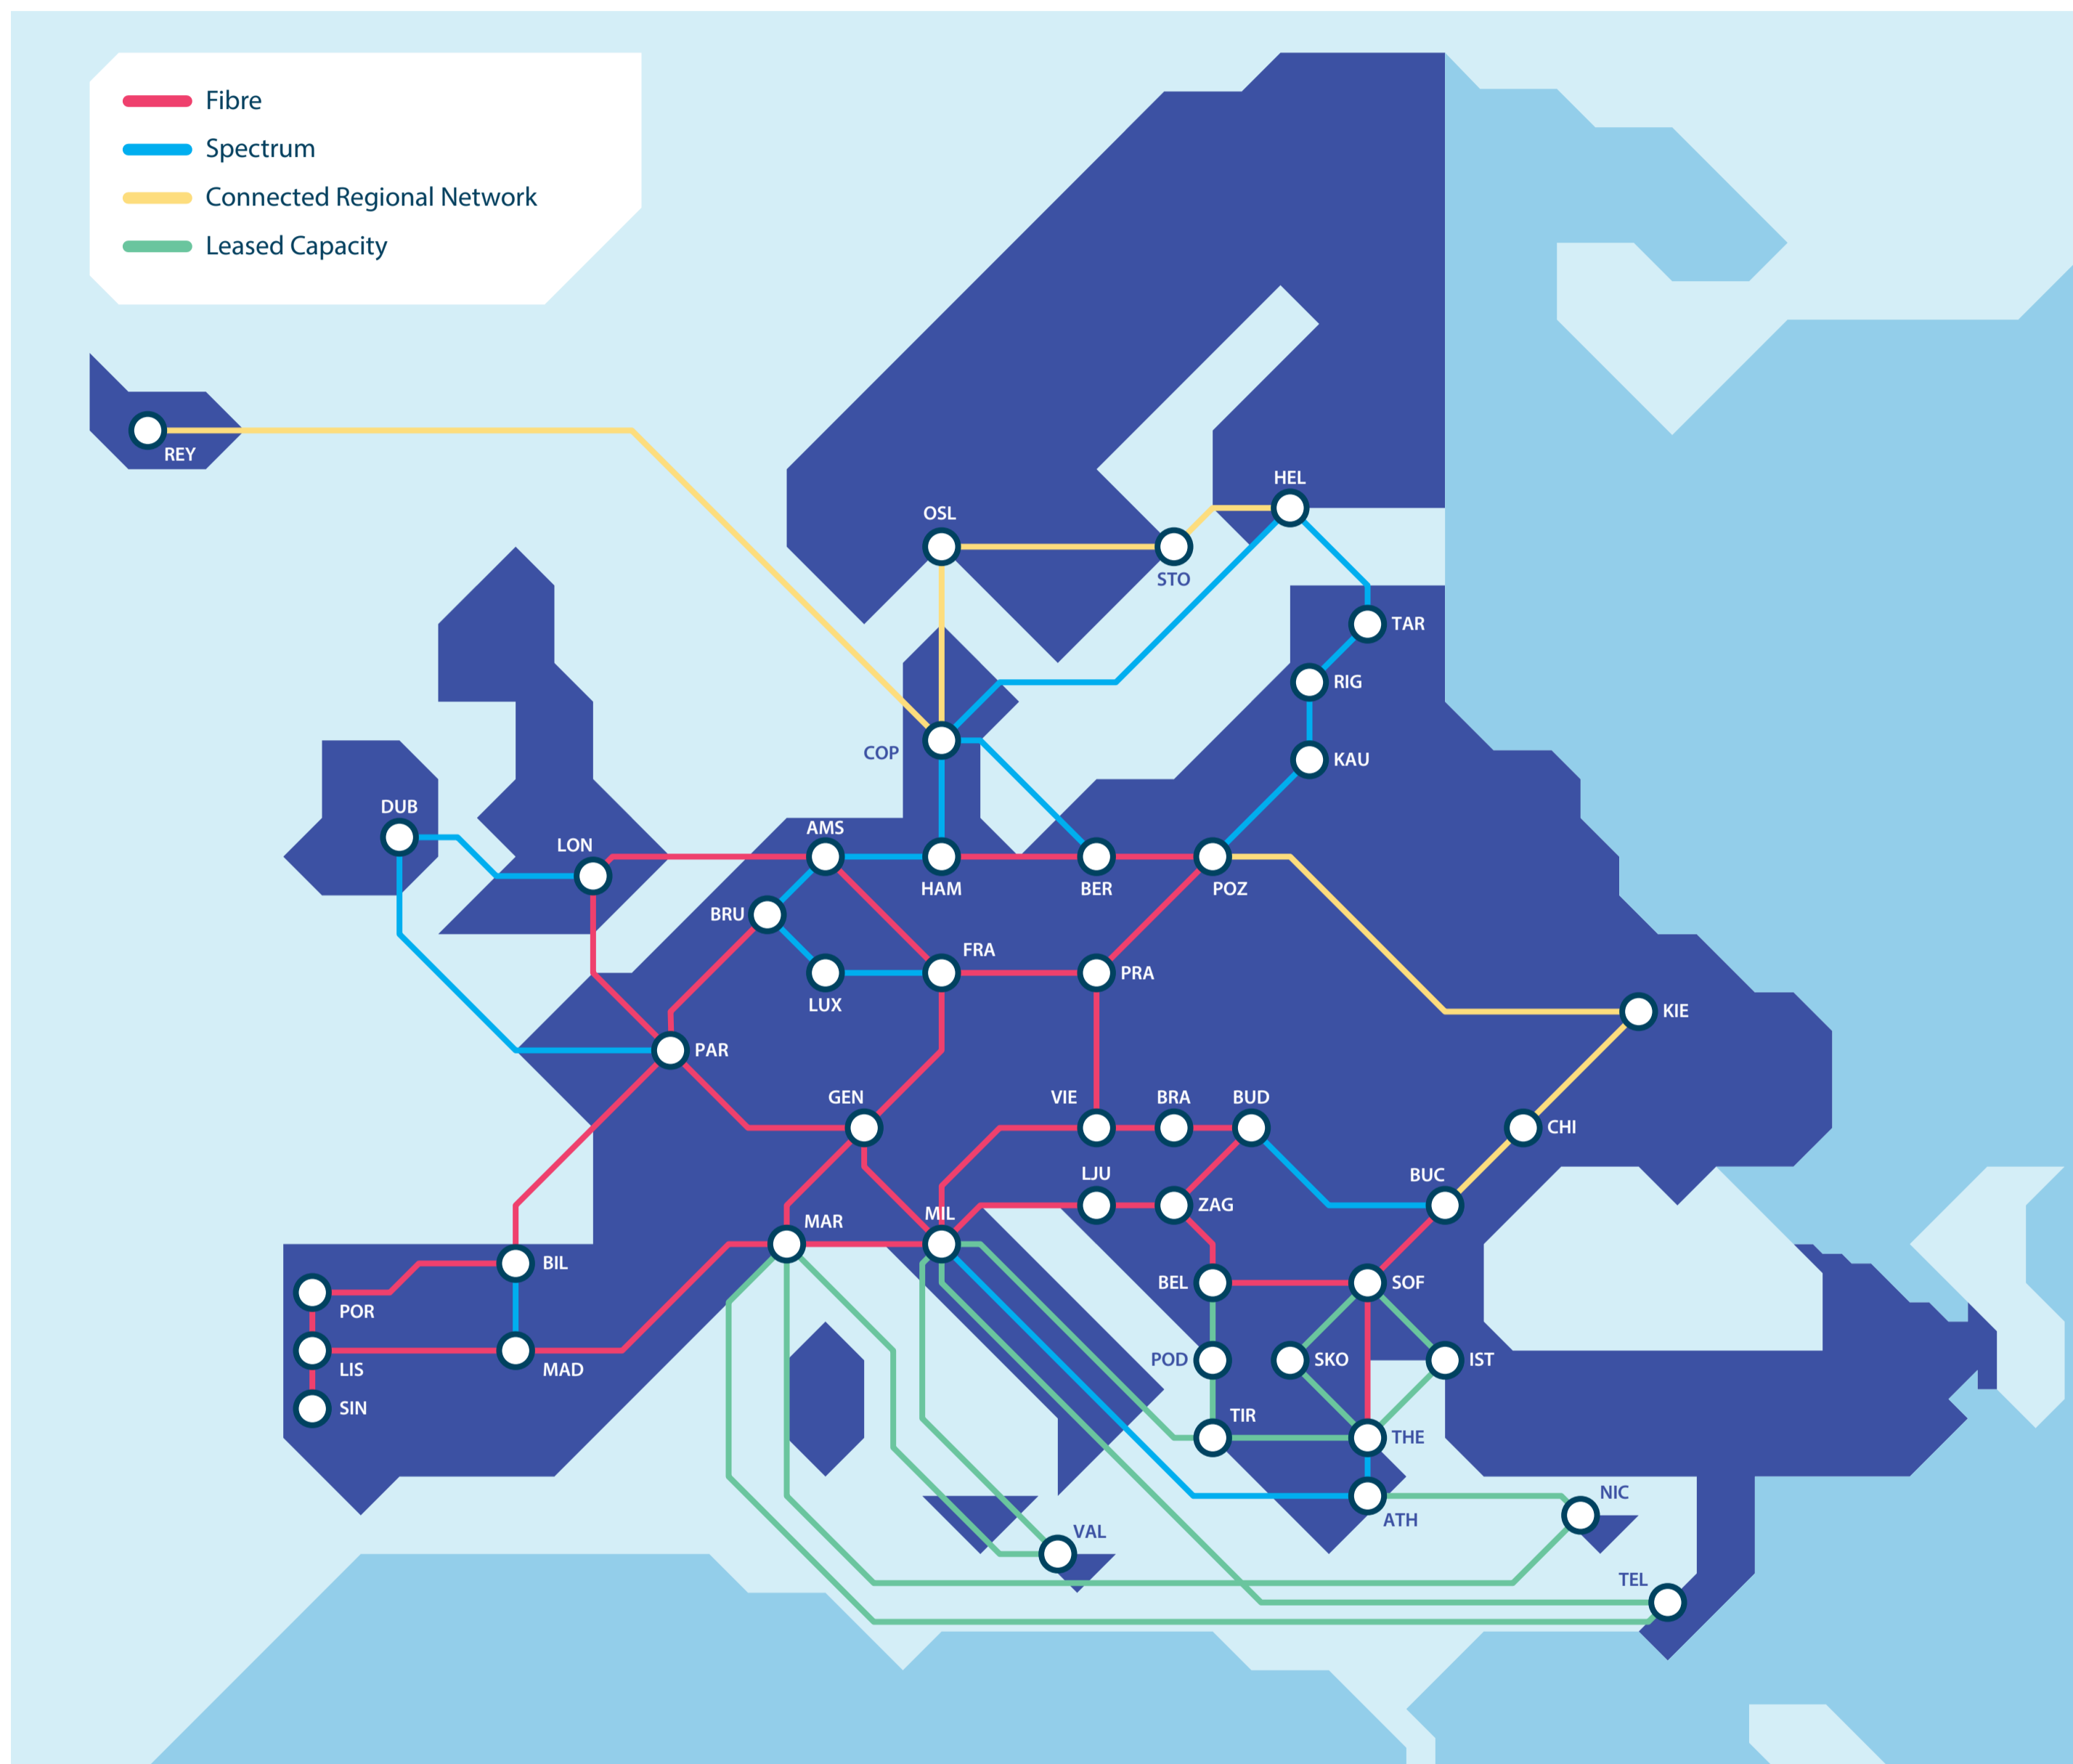 Fibre
Spectrum
Connected Regional Network
Leased Capacity
REY
HEL
OSL
STO
TAR
RIG
COP
KAU
DUB
AMS
LON
HAM
BER
POZ
BRU
FRA
PRA
LUX
KIE
PAR
GEN
VIE
BRA
BUD
CHI
LJU
BUC
ZAG
MAR
MIL
BIL
BEL
SOF
POR
POD
SKO
IST
LIS
MAD
SIN
TIR
THE
NIC
ATH
VAL
TEL